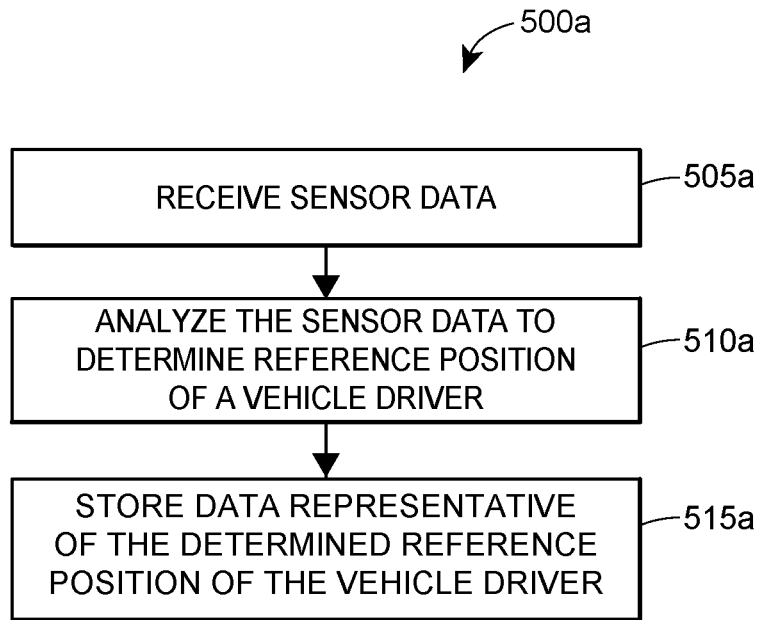 500a
RECEIVE SENSOR DATA
505a
ANALYZE THE SENSOR DATA TO
DETERMINE REFERENCE POSITION
OF A VEHICLE DRIVER
510a
STORE DATA REPRESENTATIVE
OF THE DETERMINED REFERENCE
POSITION OF THE VEHICLE DRIVER
515a